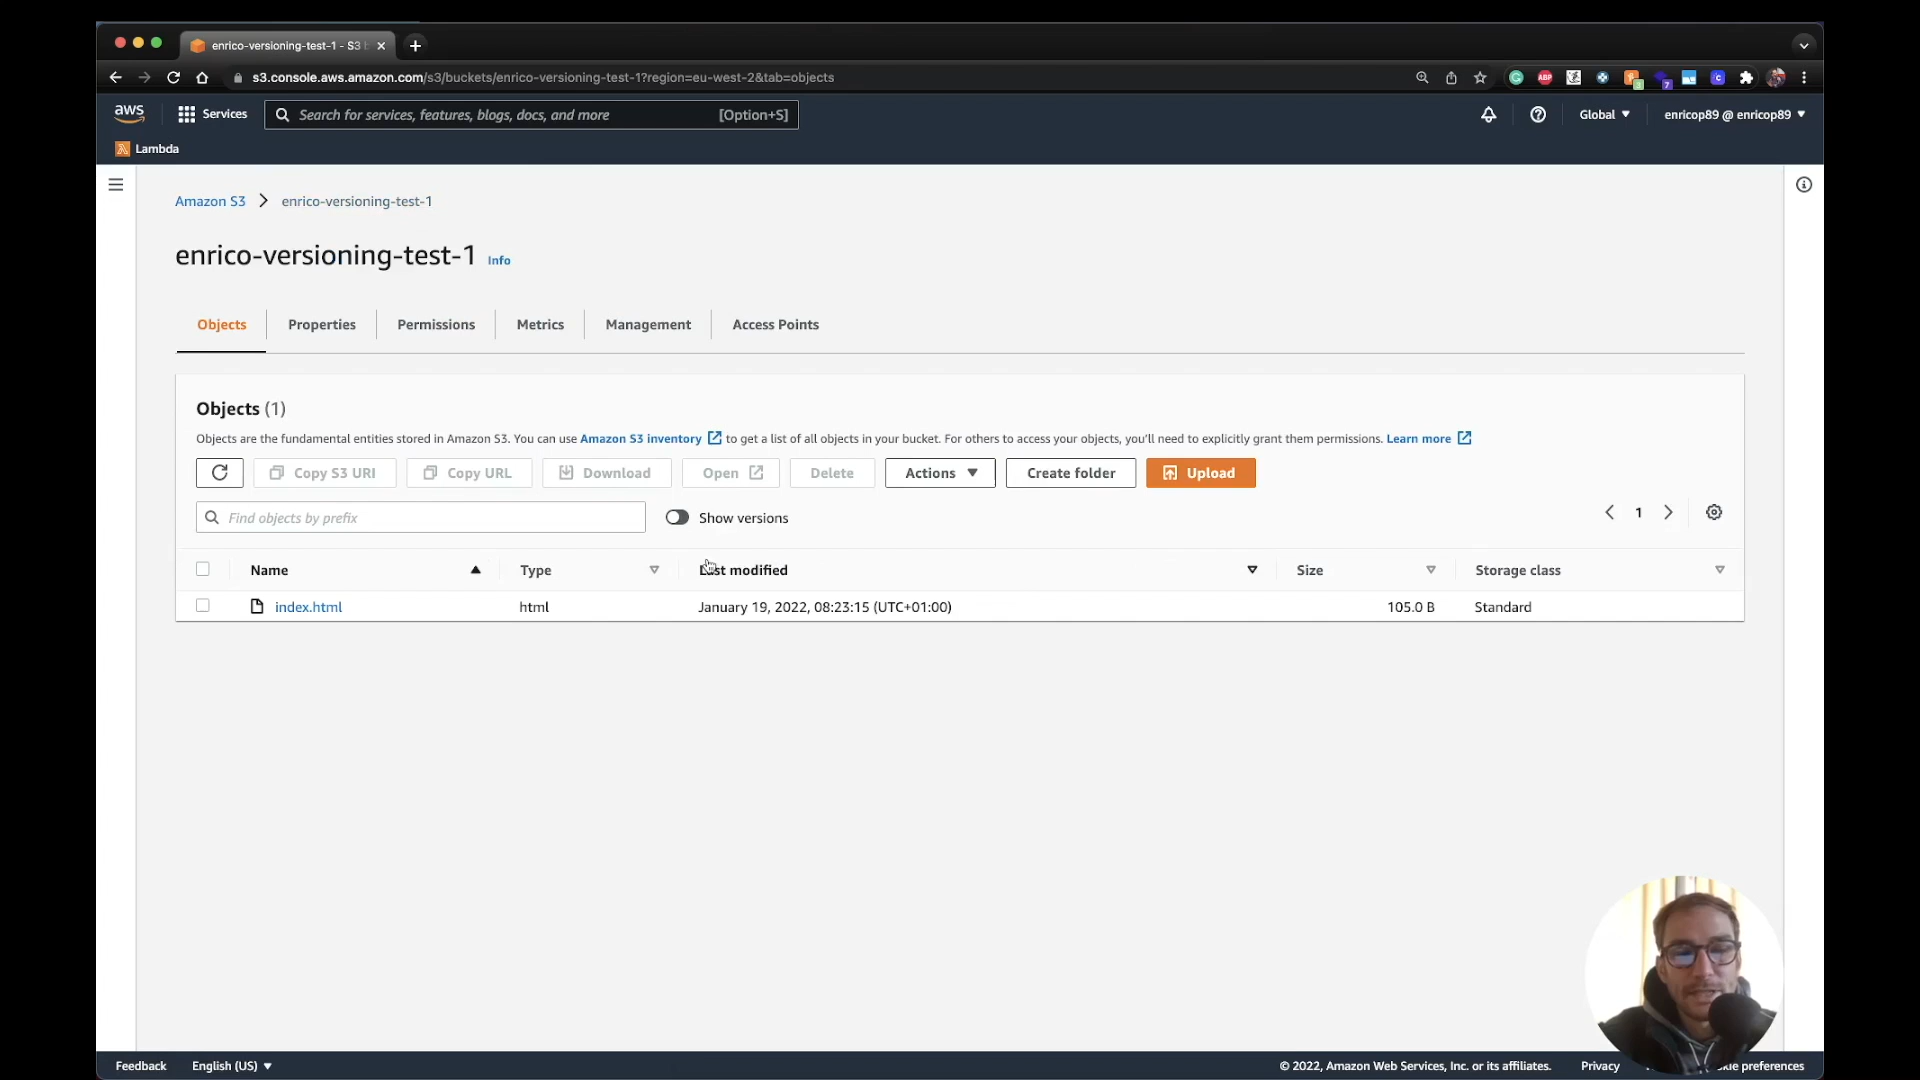 enrico-versioning-test-1 - S3 b
s3.console.aws.amazon.com/s3/buckets/enrico-versioning-test-1?region=eu-west-2&tab=objects
ABP
3
7
aws
Services
Search for services, features, blogs, docs, and more [Option+S]
Global
enricop89 @ enricop89
Lambda
Amazon S3 > enrico-versioning-test-1
enrico-versioning-test-1 Info
Objects Properties Permissions Metrics Management Access Points
Objects (1)
Objects are the fundamental entities stored in Amazon S3. You can use Amazon S3 inventory to get a list of all objects in your bucket. For others to access your objects, you'll need to explicitly grant them permissions. Learn more
Copy S3 URI Copy URL Download Open Delete Actions Create folder Upload
Find objects by prefix Show versions 1
Name Type Last modified Size Storage class
index.html html January 19, 2022, 08:23:15 (UTC+01:00) 105.0 B Standard
Feedback English (US) © 2022, Amazon Web Services, Inc. or its affiliates. Privacy kie preferences